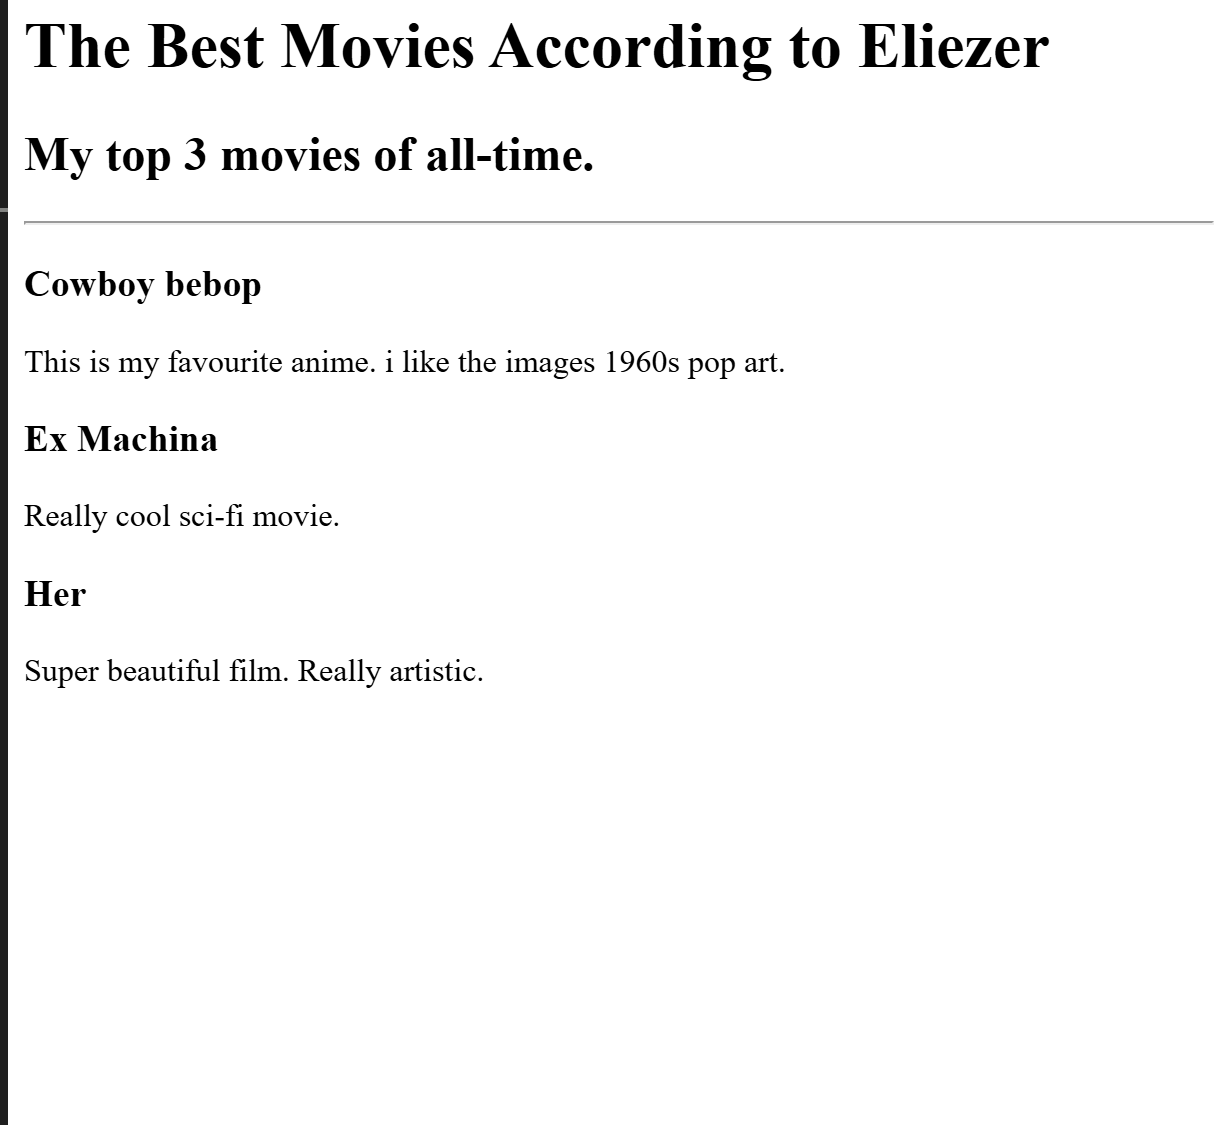 The Best Movies According to Eliezer
My top 3 movies of all-time.
Cowboy bebop
This is my favourite anime. i like the images 1960s pop art.
Ex Machina
Really cool sci-fi movie.
Her
Super beautiful film. Really artistic.